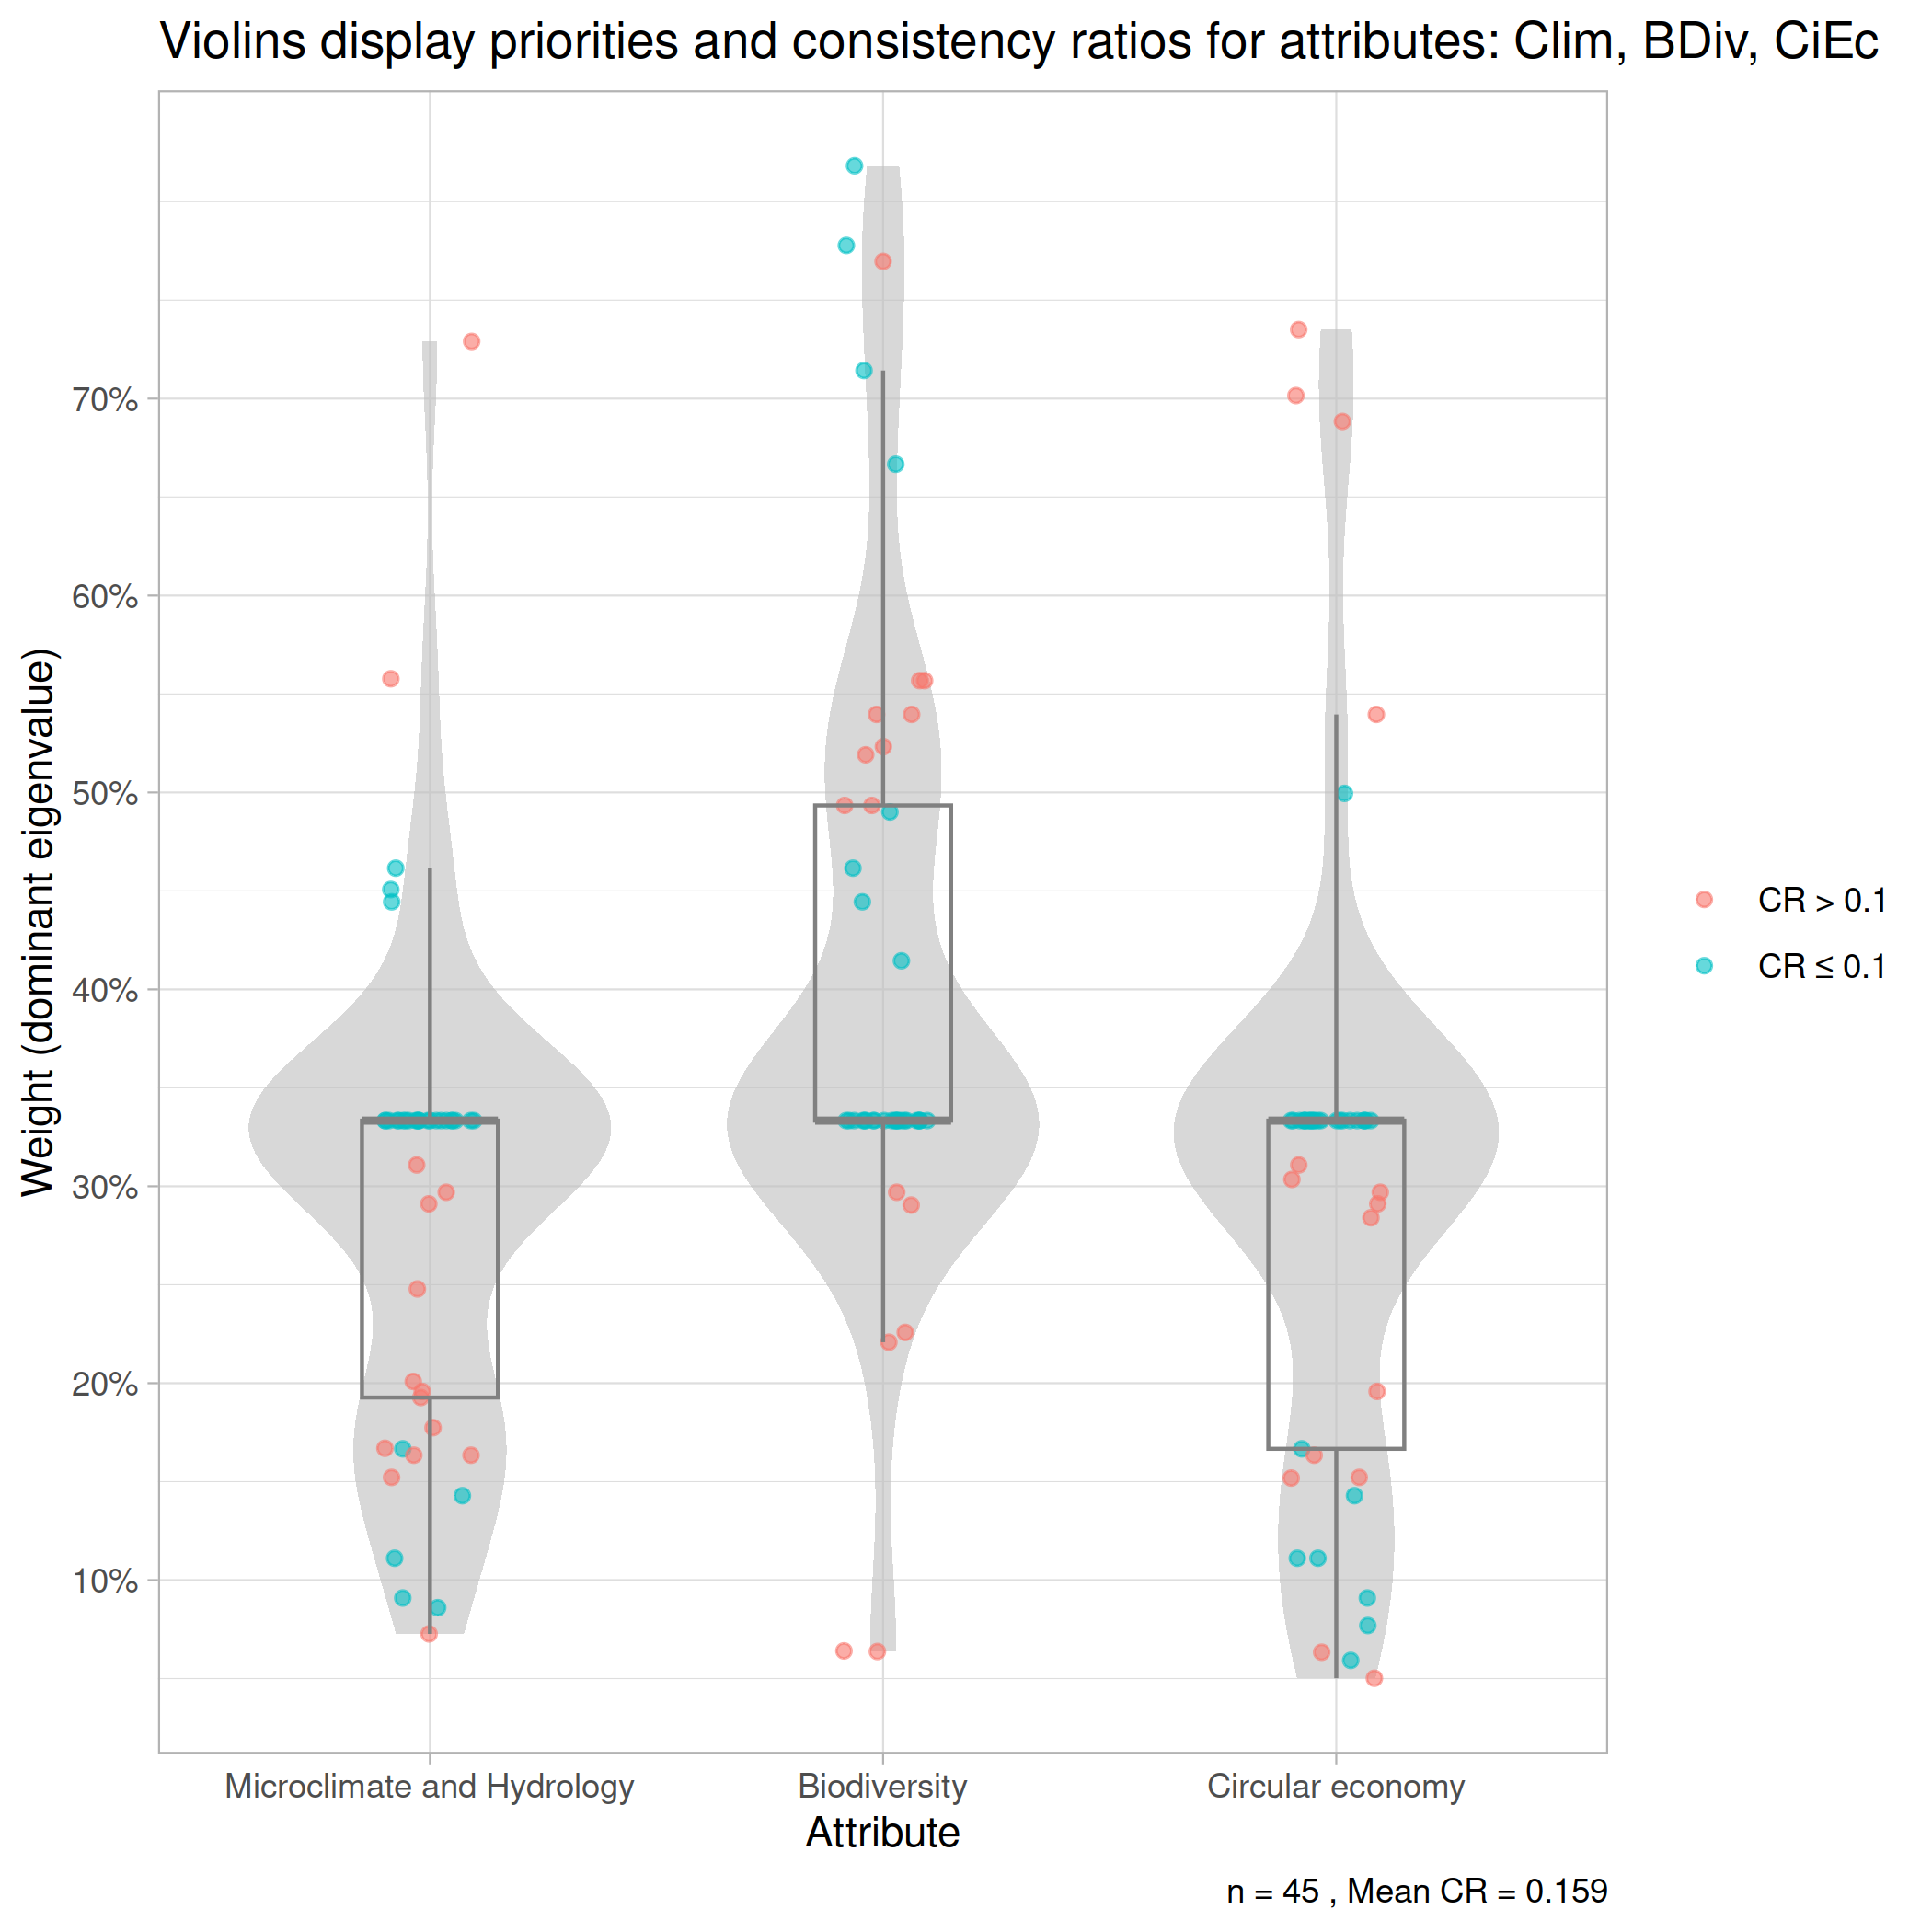 Violins display priorities and consistency ratios for attributes: Clim, BDiv, CiEc
Weight (dominant eigenvalue)
70%
60%
50%
40%
30%
20%
10%
CR > 0.1
CR ≤ 0.1
Microclimate and Hydrology
Biodiversity
Circular economy
Attribute
n = 45 , Mean CR = 0.159